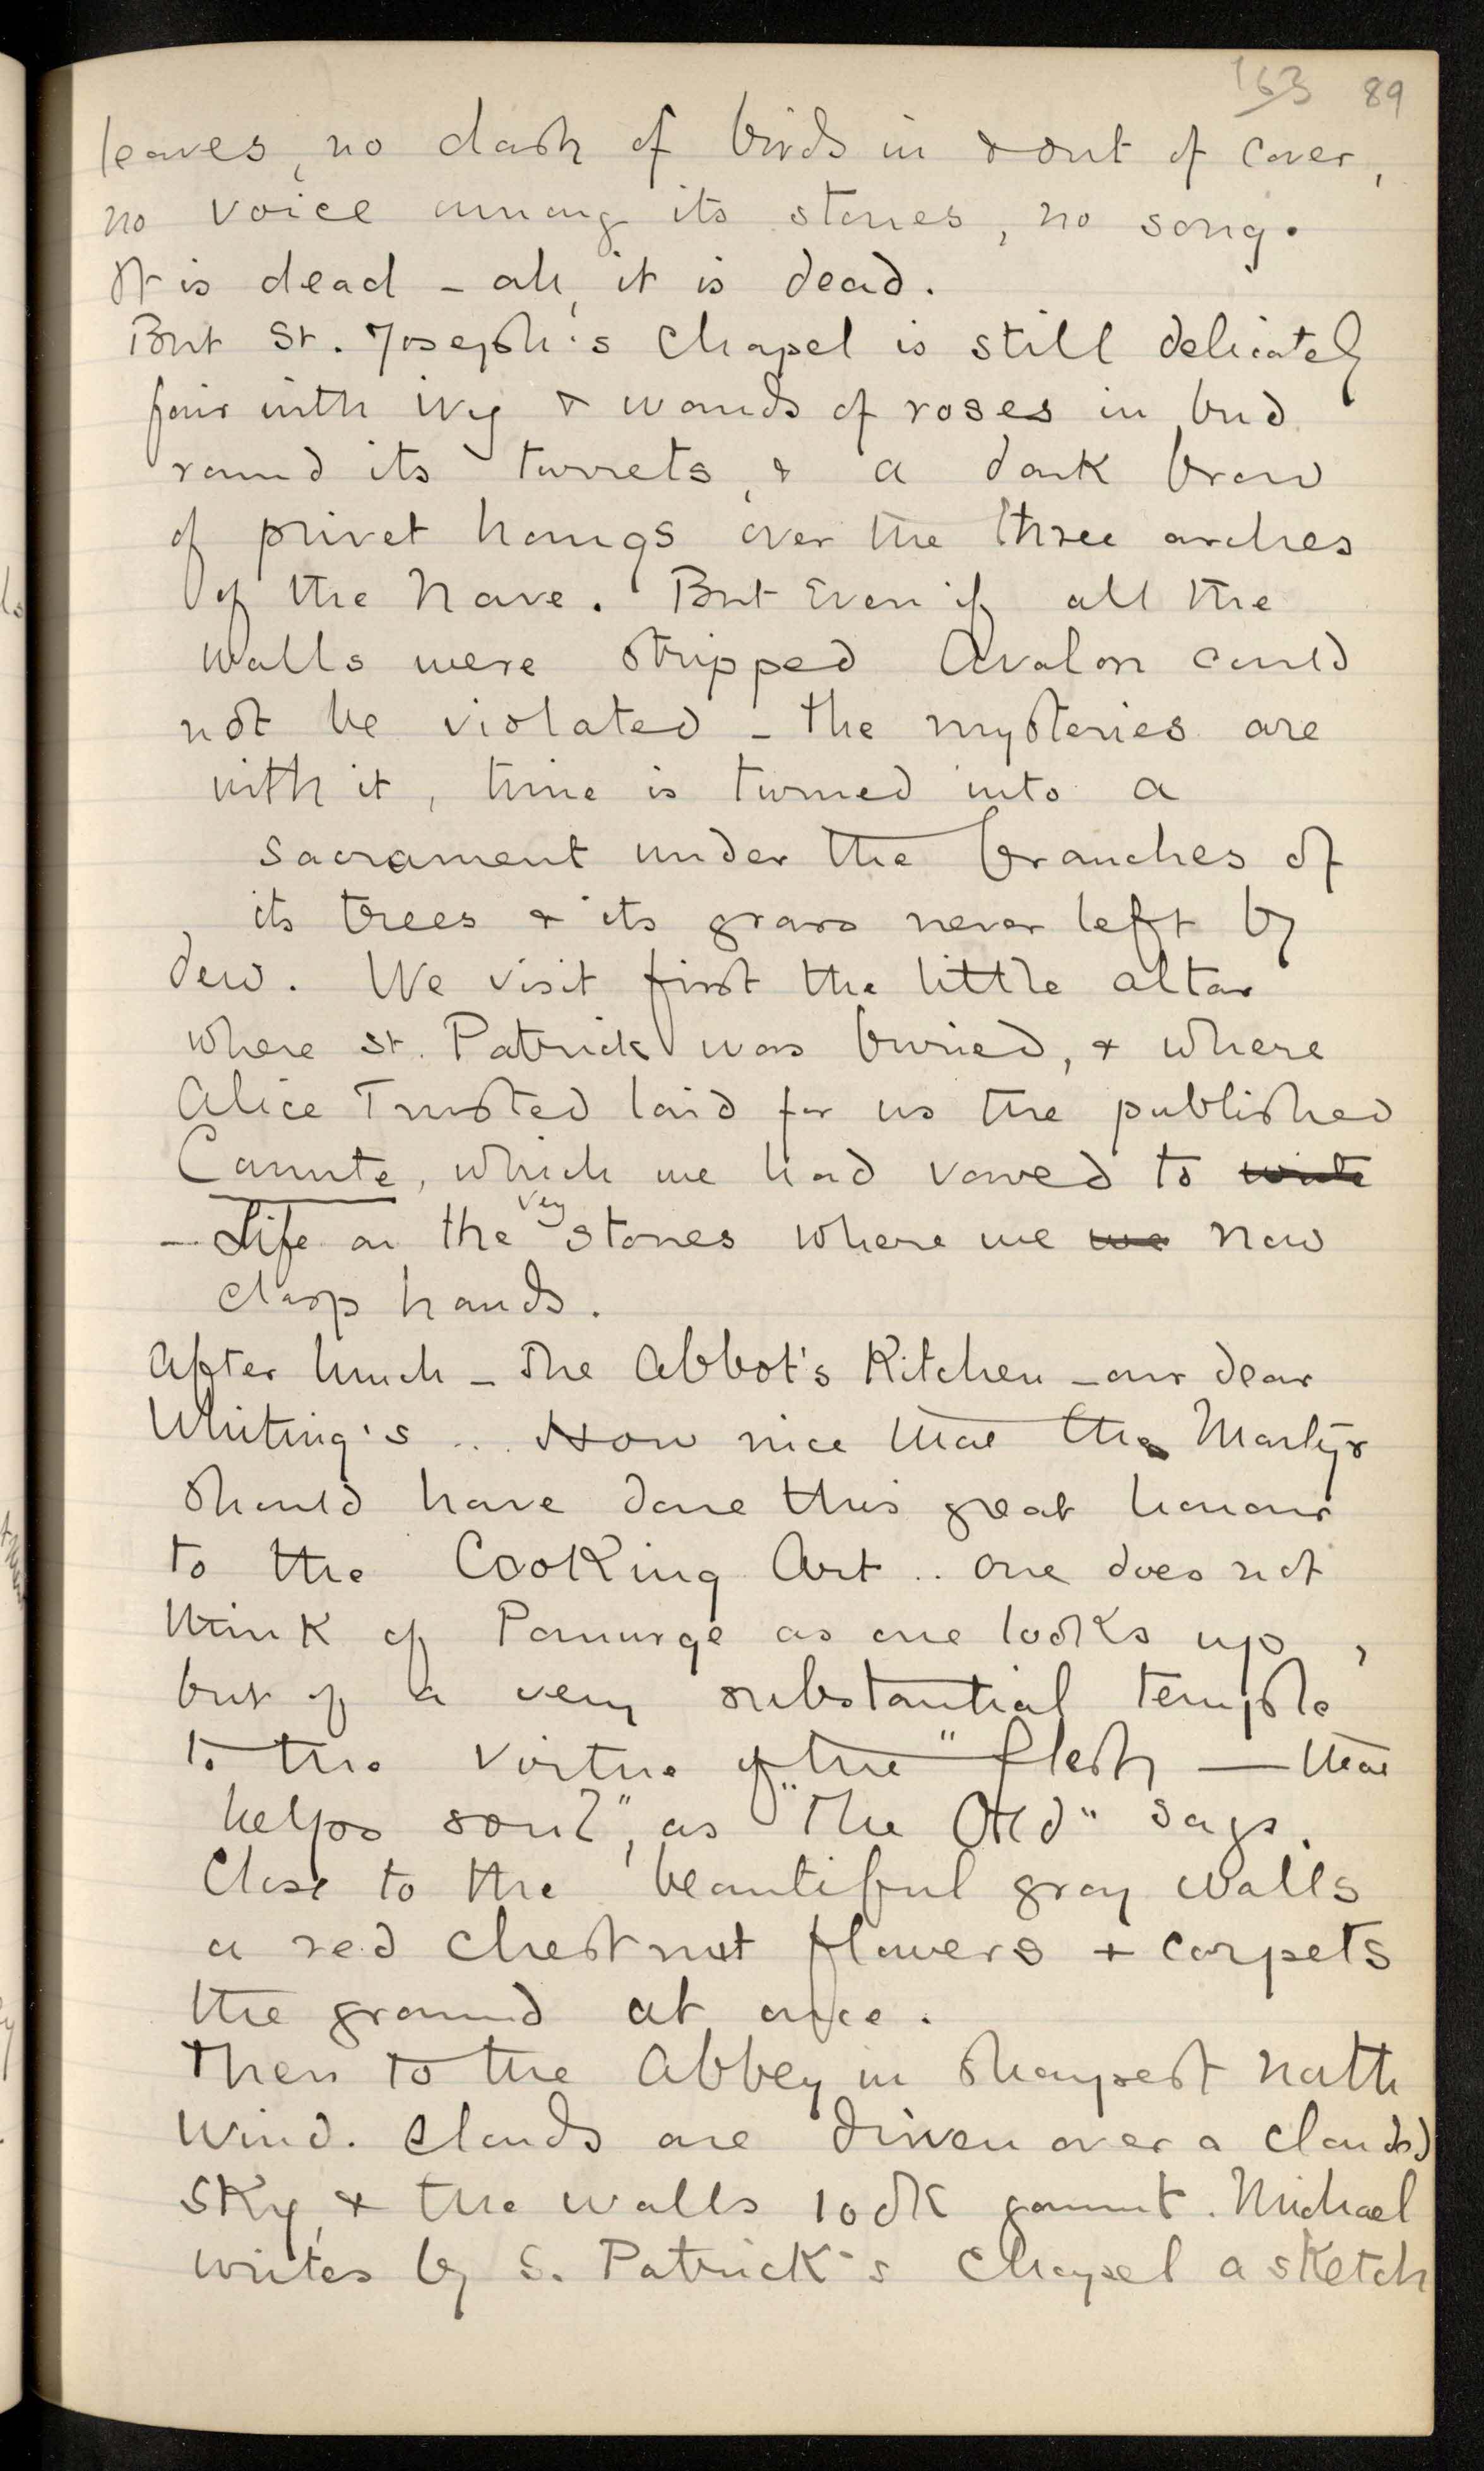 163 89
leaves, no dash of birds in & out of cover,
no voice among its stones, no song.
It is dead – ah, it is dead.
But St. Joseph's Chapel is still delicately
fair with ivy & wands of roses in bud
round its turrets, & a dark brow
of privet hangs over the three arches
of the Nave. But Even if all the
walls were stripped Avalon could
not be violated – the mysteries are
with it, time is turned into a
sacrament under the branches of
its trees & its grass never left by
dew. We visit first the little altar
where St. Patrick was buried, & where
Alice Trusted laid for us the published
Canute, which we had vowed to write
– Life on the very stones where we we now
clasp hands.
After lunch – The Abbot's Kitchen – our dear
Whiting's ... How nice that the Martyr
should have done this great honour
to the Cooking Art .. one does not
think of Panurge as one looks up,
but of a very substantial temple
to the virtue of the "flesh — that
helps soul", as "The Old" says.
Close to the beautiful gray walls
a red chestnut flowers + carpets
the ground at once.
Then to the Abbey in sharpest north
wind. Clouds are driven over a clouded
sky, & the walls look gaunt. Michael
writes by S. Patrick's Chapel a sketch